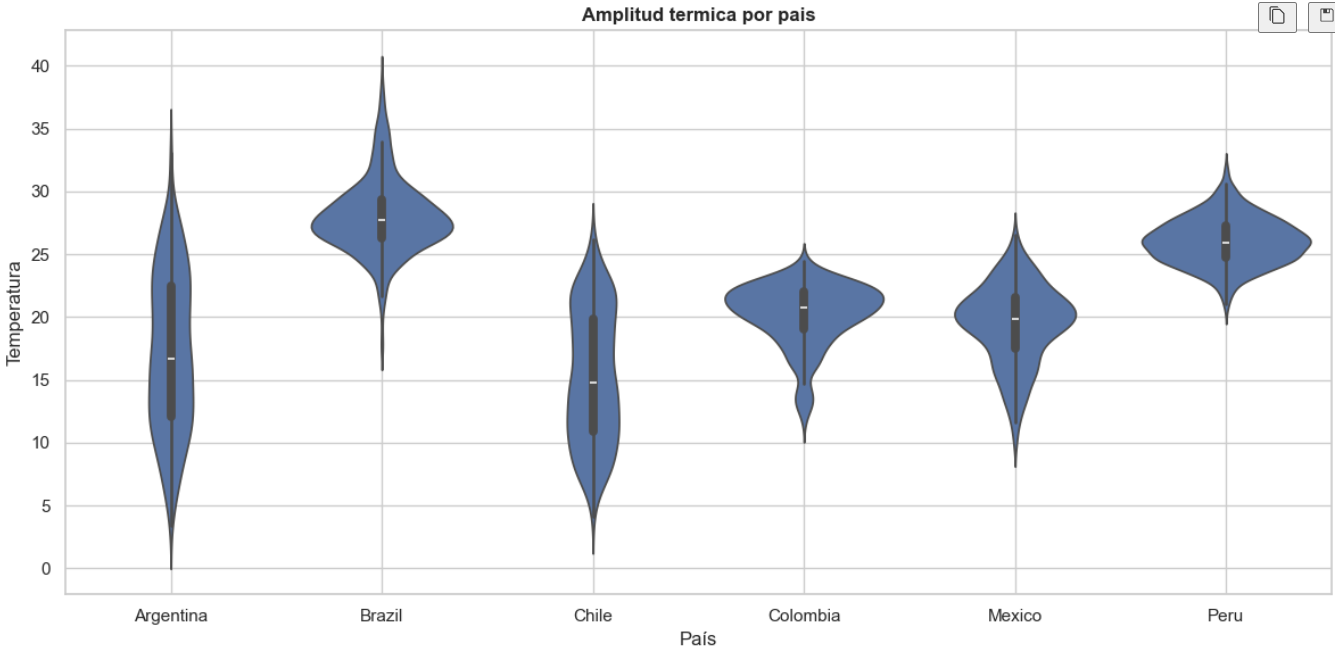 Amplitud termica por pais
40
35
30
25
20
15
10
5
0
Temperatura
Argentina
Brazil
Chile
Colombia
Mexico
Peru
País